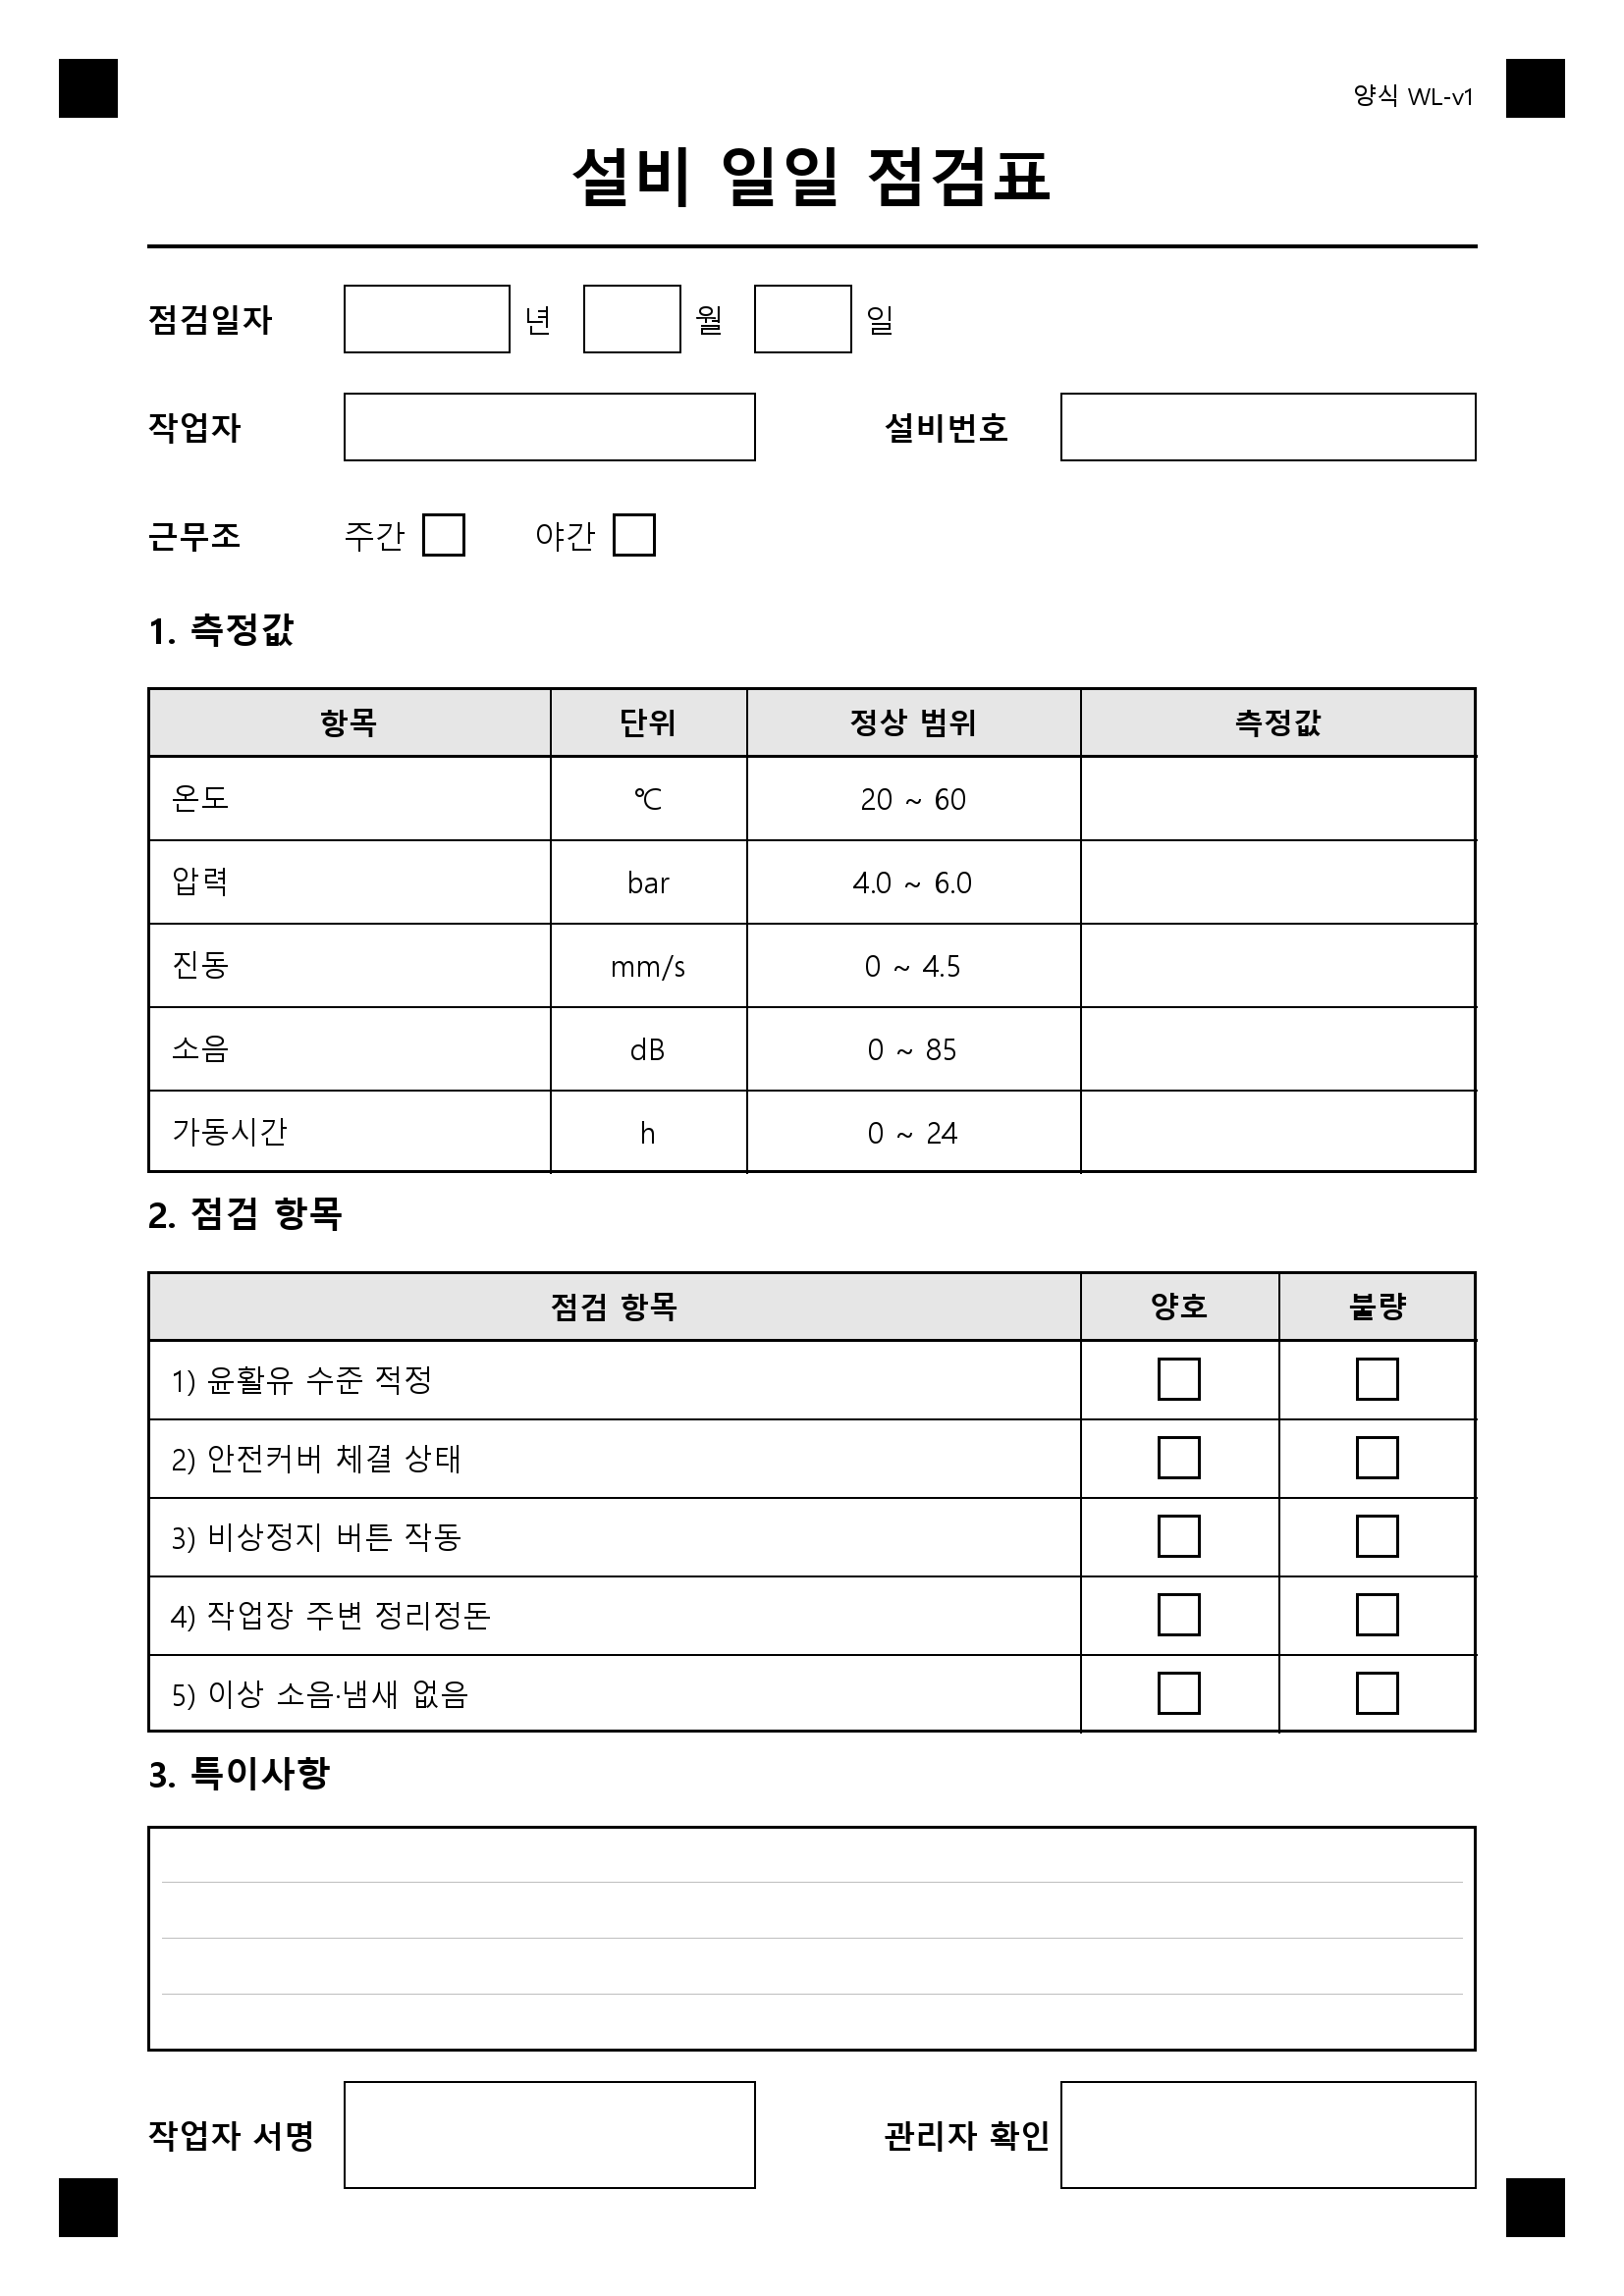 양식 WL-v1
설비 일일 점검표
점검일자 년 월 일
작업자 설비번호
근무조 주간 야간
1. 측정값
항목 단위 정상 범위 측정값
온도 ℃ 20 ~ 60
압력 bar 4.0 ~ 6.0
진동 mm/s 0 ~ 4.5
소음 dB 0 ~ 85
가동시간 h 0 ~ 24
2. 점검 항목
점검 항목 양호 불량
1) 윤활유 수준 적정
2) 안전커버 체결 상태
3) 비상정지 버튼 작동
4) 작업장 주변 정리정돈
5) 이상 소음·냄새 없음
3. 특이사항
작업자 서명 관리자 확인